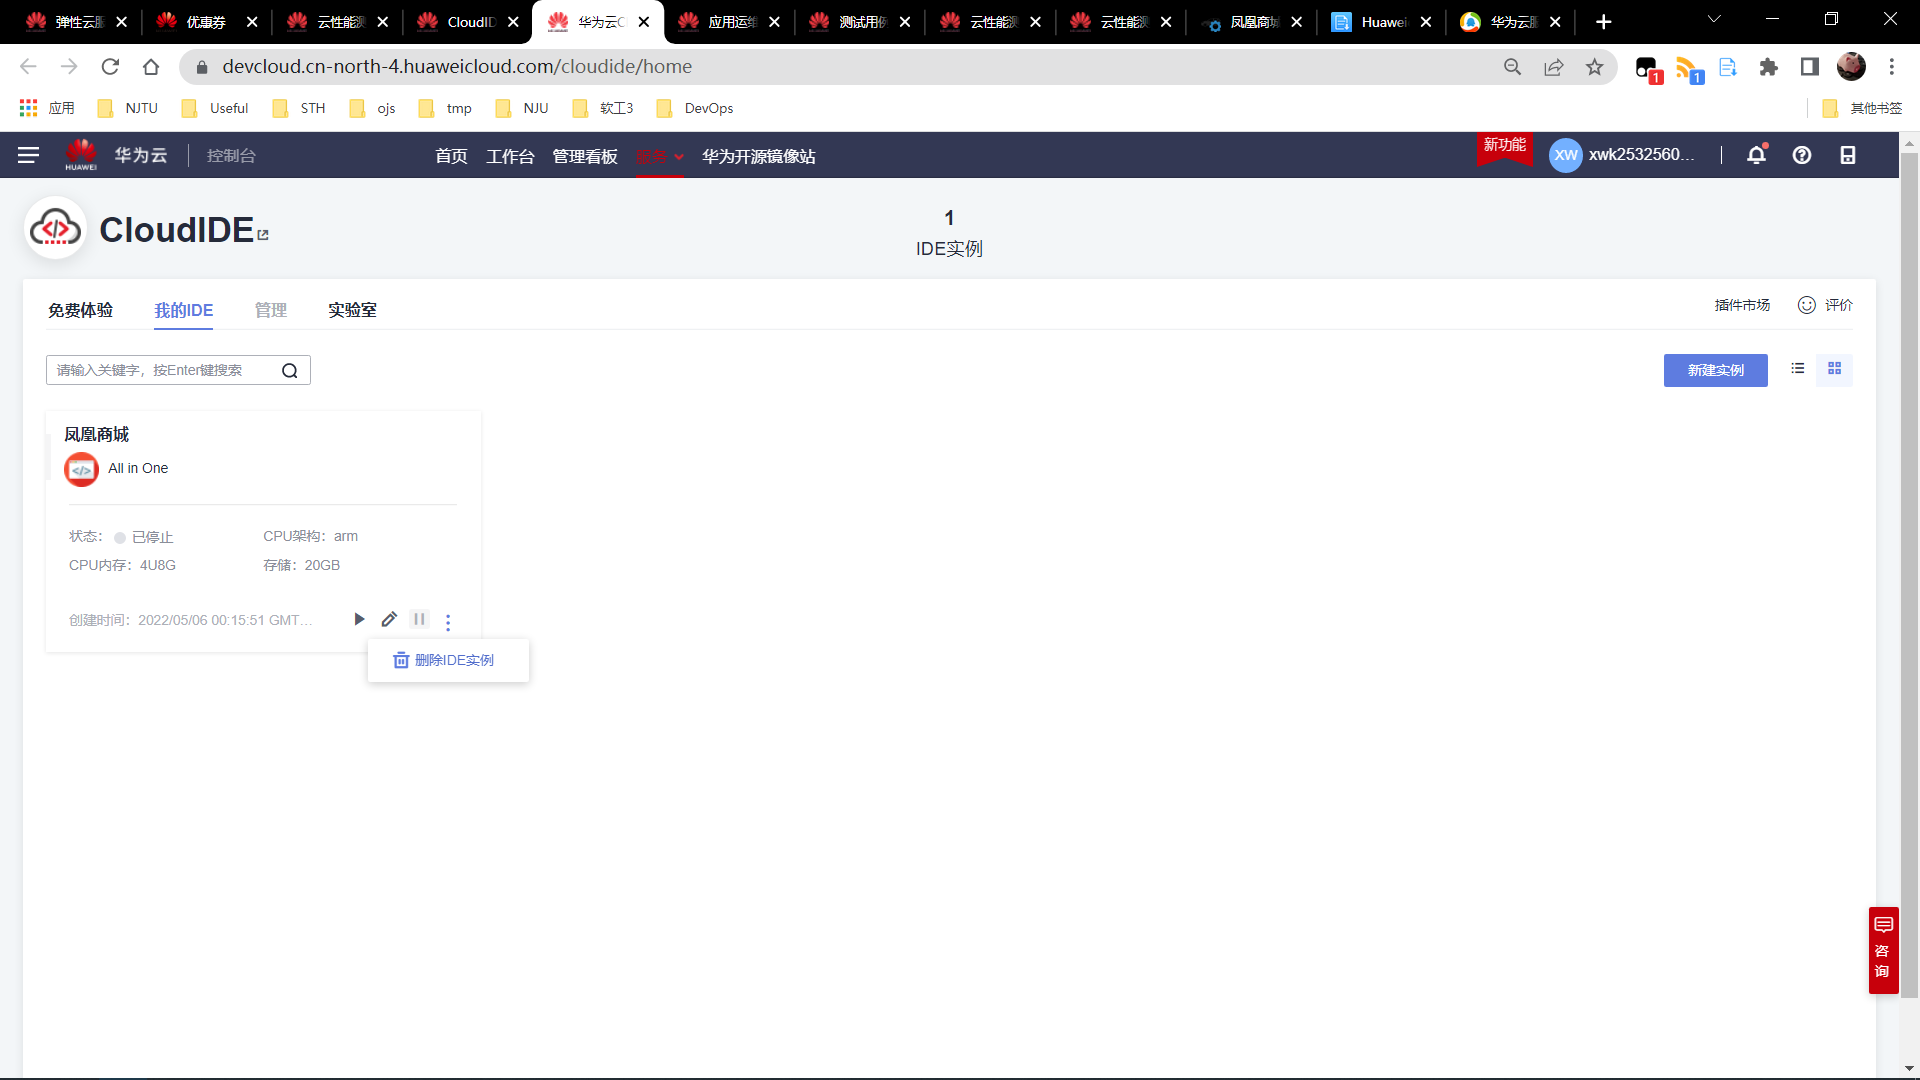 弹性云服
优惠券
云性能测
CloudID
华为云C
应用运维
测试用例
云性能测
云性能测
凤凰商城
Huawei
华为云服
devcloud.cn-north-4.huaweicloud.com/cloudide/home
1
1
应用
NJTU
Useful
STH
ojs
tmp
NJU
软工3
DevOps
其他书签
HUAWEI
华为云
控制台
首页
工作台
管理看板
服务
华为开源镜像站
新功能
XW
xwk2532560...
CloudIDE
1
IDE实例
免费体验
我的IDE
管理
实验室
插件市场
评价
请输入关键字，按Enter键搜索
新建实例
凤凰商城
All in One
状态：
已停止
CPU架构：arm
CPU内存：4U8G
存储：20GB
创建时间：2022/05/06 00:15:51 GMT...
删除IDE实例
咨
询